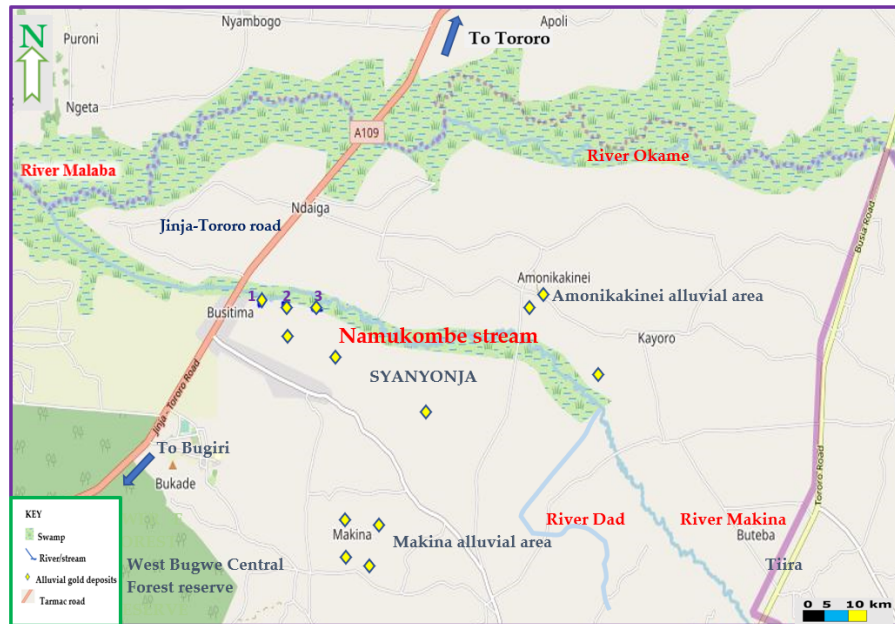 Nyambogo
Apoli
Puroni
N
To Tororo
Ngeta
A109
River Malaba
River Okame
Ndaiga
Jinja-Tororo road
Busia Road
Amonikakinei
Amonikakinei alluvial area
1 2 3
Busitima
Namukombe stream
Kayoro
SYANYONJA
Jinja - Tororo Road
To Bugiri
Bukade
Tororo Road
KEY
Swamp
River/stream
Alluvial gold deposits
Tarmac road
River Dad
River Makina
Makina
Makina alluvial area
Buteba
West Bugwe Central
Forest reserve
Tiira
0 5 10 km